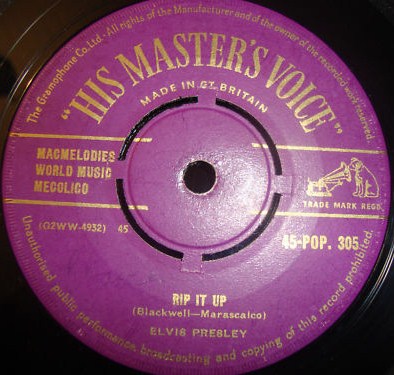 The Gramophone Co. Ltd. - All rights of the Manufacturer and of the owner of the recorded work reserved.
"HIS MASTER'S VOICE"
MADE IN GT. BRITAIN
MAGMELODIES
WORLD MUSIC
MECOLICO
TRADE MARK REGD.
(G2WW-4932) 45
45-POP. 305
RIP IT UP
(Blackwell—Marascalco)
ELVIS PRESLEY
Unauthorised public performance, broadcasting and copying of this record prohibited.